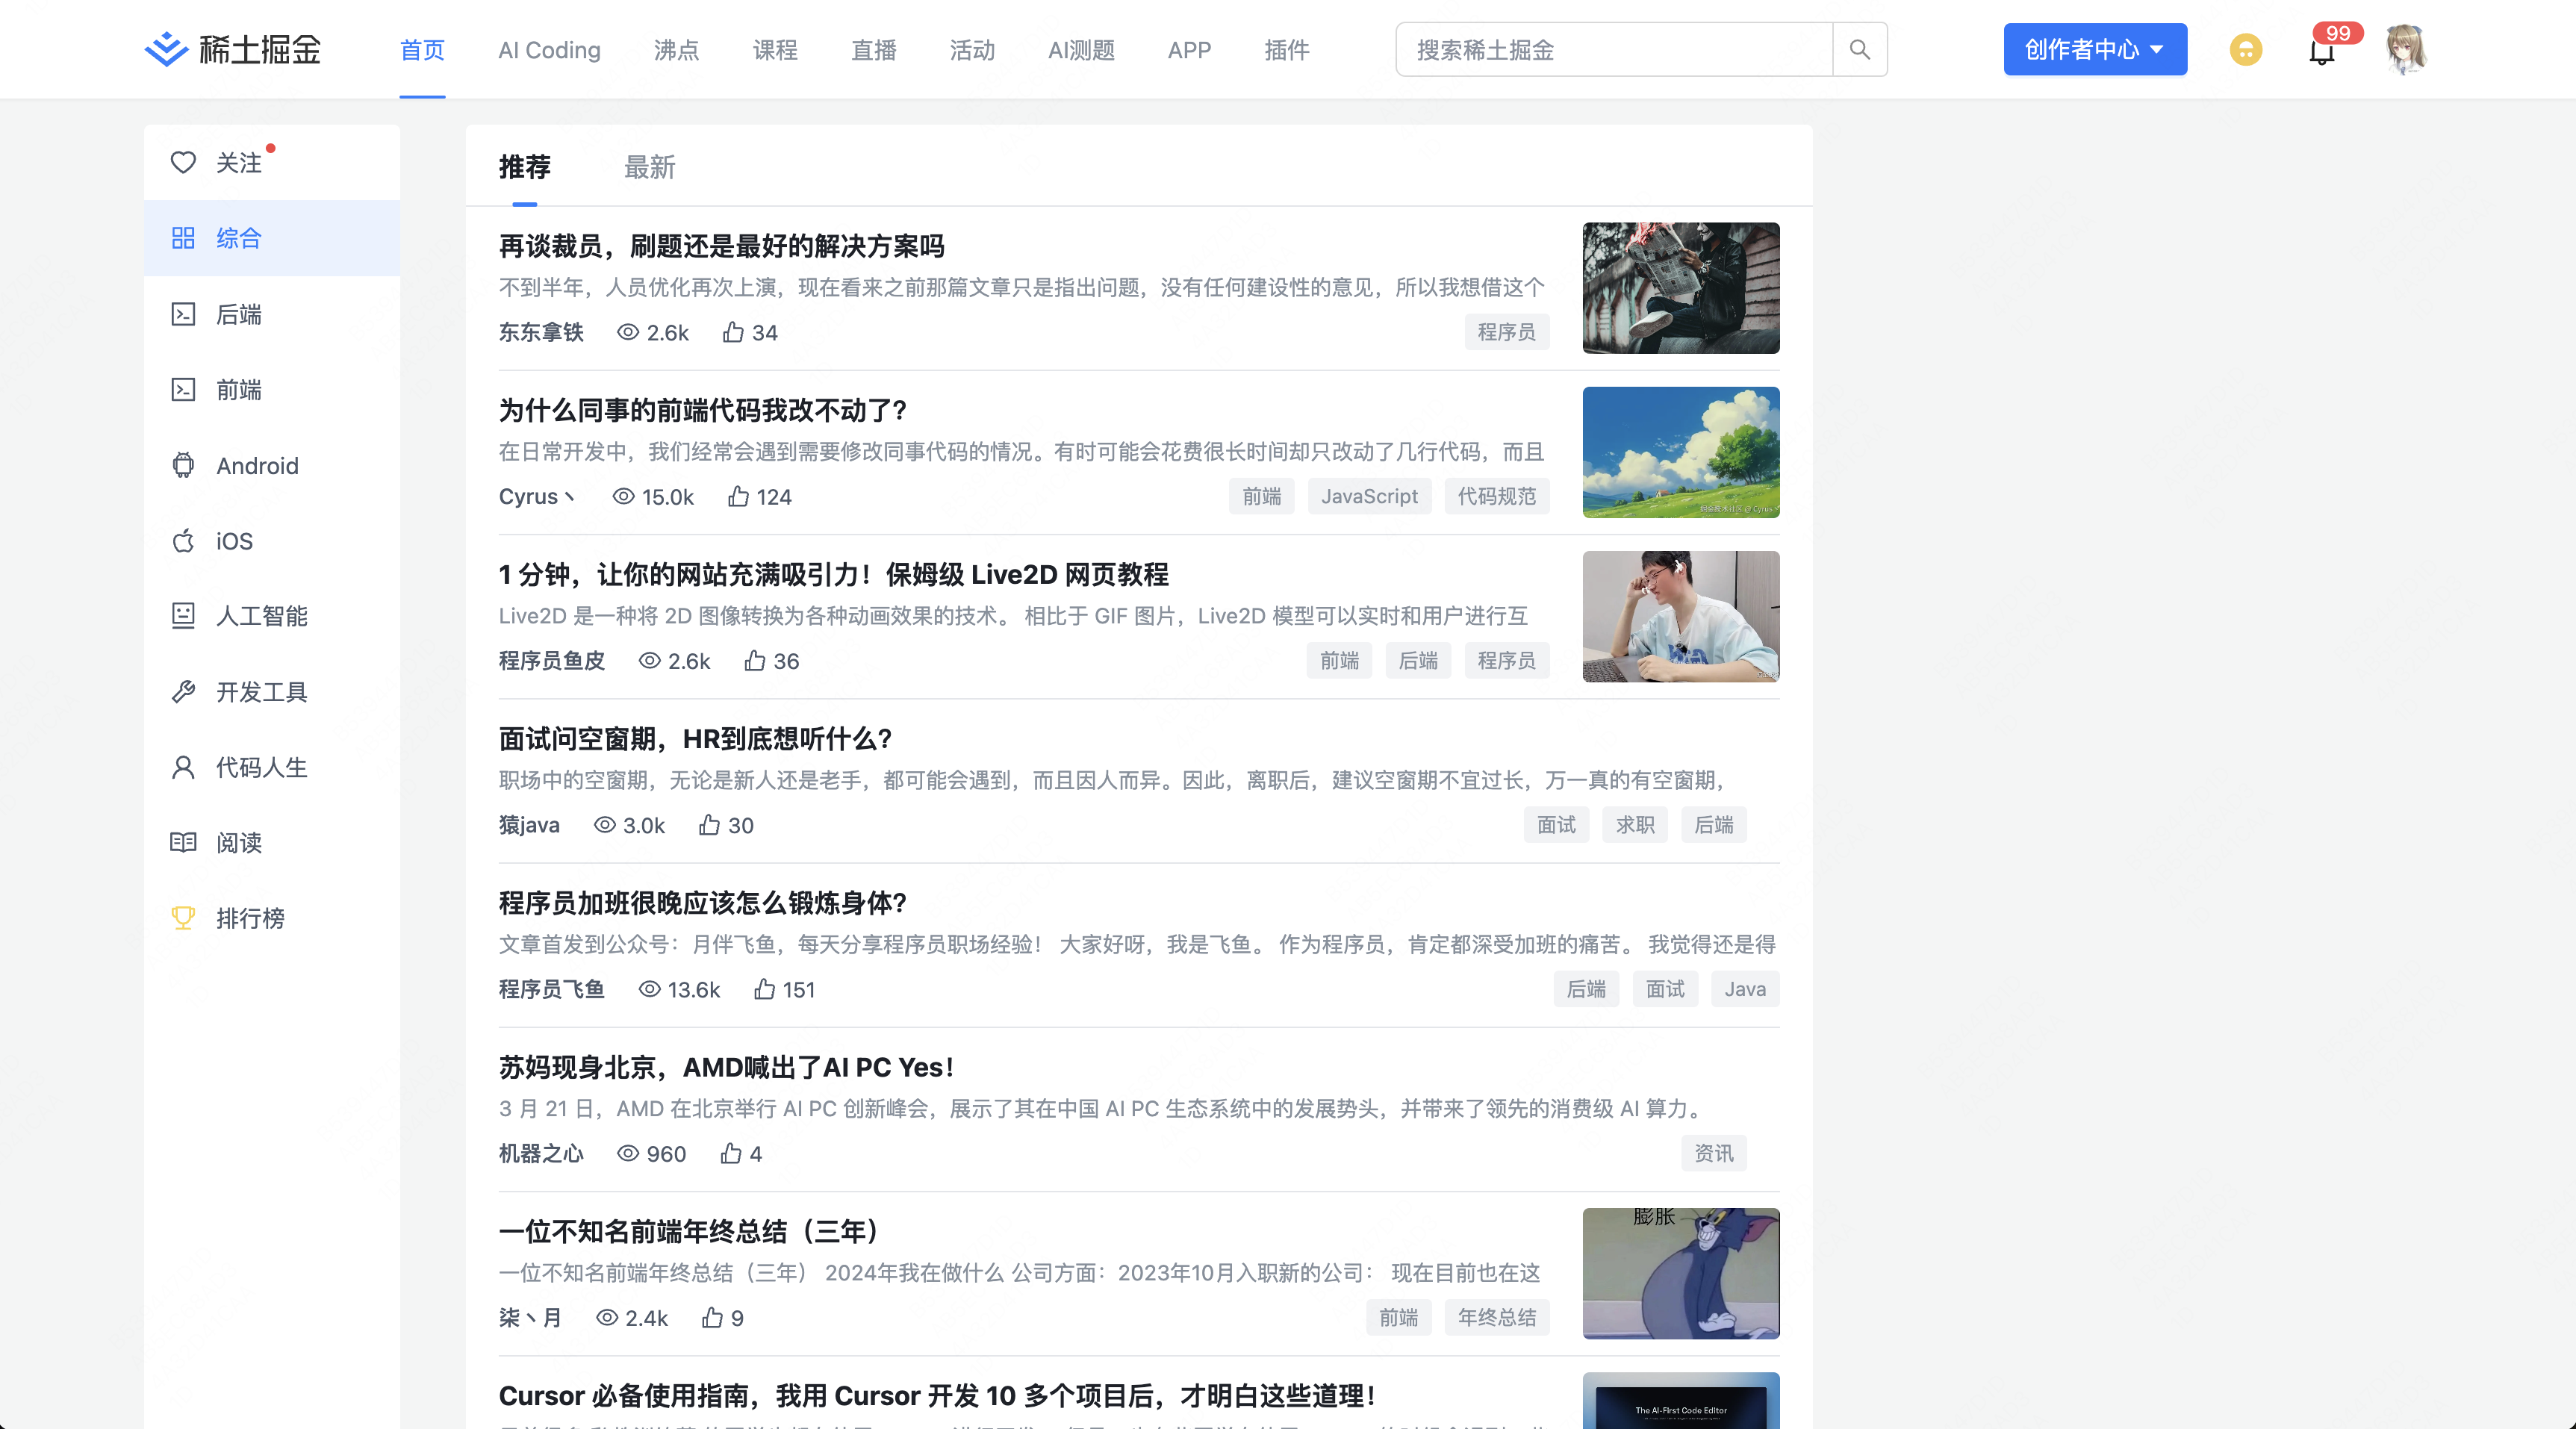 稀土掘金
首页 AI Coding 沸点 课程 直播 活动 AI测题 APP 插件
搜索稀土掘金
创作者中心
99
关注
综合
后端
前端
Android
iOS
人工智能
开发工具
代码人生
阅读
排行榜
推荐 最新
再谈裁员，刷题还是最好的解决方案吗
不到半年，人员优化再次上演，现在看来之前那篇文章只是指出问题，没有任何建设性的意见，所以我想借这个
东东拿铁 2.6k 34 程序员
为什么同事的前端代码我改不动了？
在日常开发中，我们经常会遇到需要修改同事代码的情况。有时可能会花费很长时间却只改动了几行代码，而且
Cyrus丶 15.0k 124 前端 JavaScript 代码规范
1 分钟，让你的网站充满吸引力！保姆级 Live2D 网页教程
Live2D 是一种将 2D 图像转换为各种动画效果的技术。 相比于 GIF 图片，Live2D 模型可以实时和用户进行互
程序员鱼皮 2.6k 36 前端 后端 程序员
面试问空窗期，HR到底想听什么？
职场中的空窗期，无论是新人还是老手，都可能会遇到，而且因人而异。因此，离职后，建议空窗期不宜过长，万一真的有空窗期，
猿java 3.0k 30 面试 求职 后端
程序员加班很晚应该怎么锻炼身体？
文章首发到公众号：月伴飞鱼，每天分享程序员职场经验！ 大家好呀，我是飞鱼。 作为程序员，肯定都深受加班的痛苦。 我觉得还是得
程序员飞鱼 13.6k 151 后端 面试 Java
苏妈现身北京，AMD喊出了AI PC Yes！
3 月 21 日，AMD 在北京举行 AI PC 创新峰会，展示了其在中国 AI PC 生态系统中的发展势头，并带来了领先的消费级 AI 算力。
机器之心 960 4 资讯
膨胀
一位不知名前端年终总结（三年）
一位不知名前端年终总结（三年） 2024年我在做什么 公司方面：2023年10月入职新的公司： 现在目前也在这
柒丶月 2.4k 9 前端 年终总结
Cursor 必备使用指南，我用 Cursor 开发 10 多个项目后，才明白这些道理！
The AI-First Code Editor